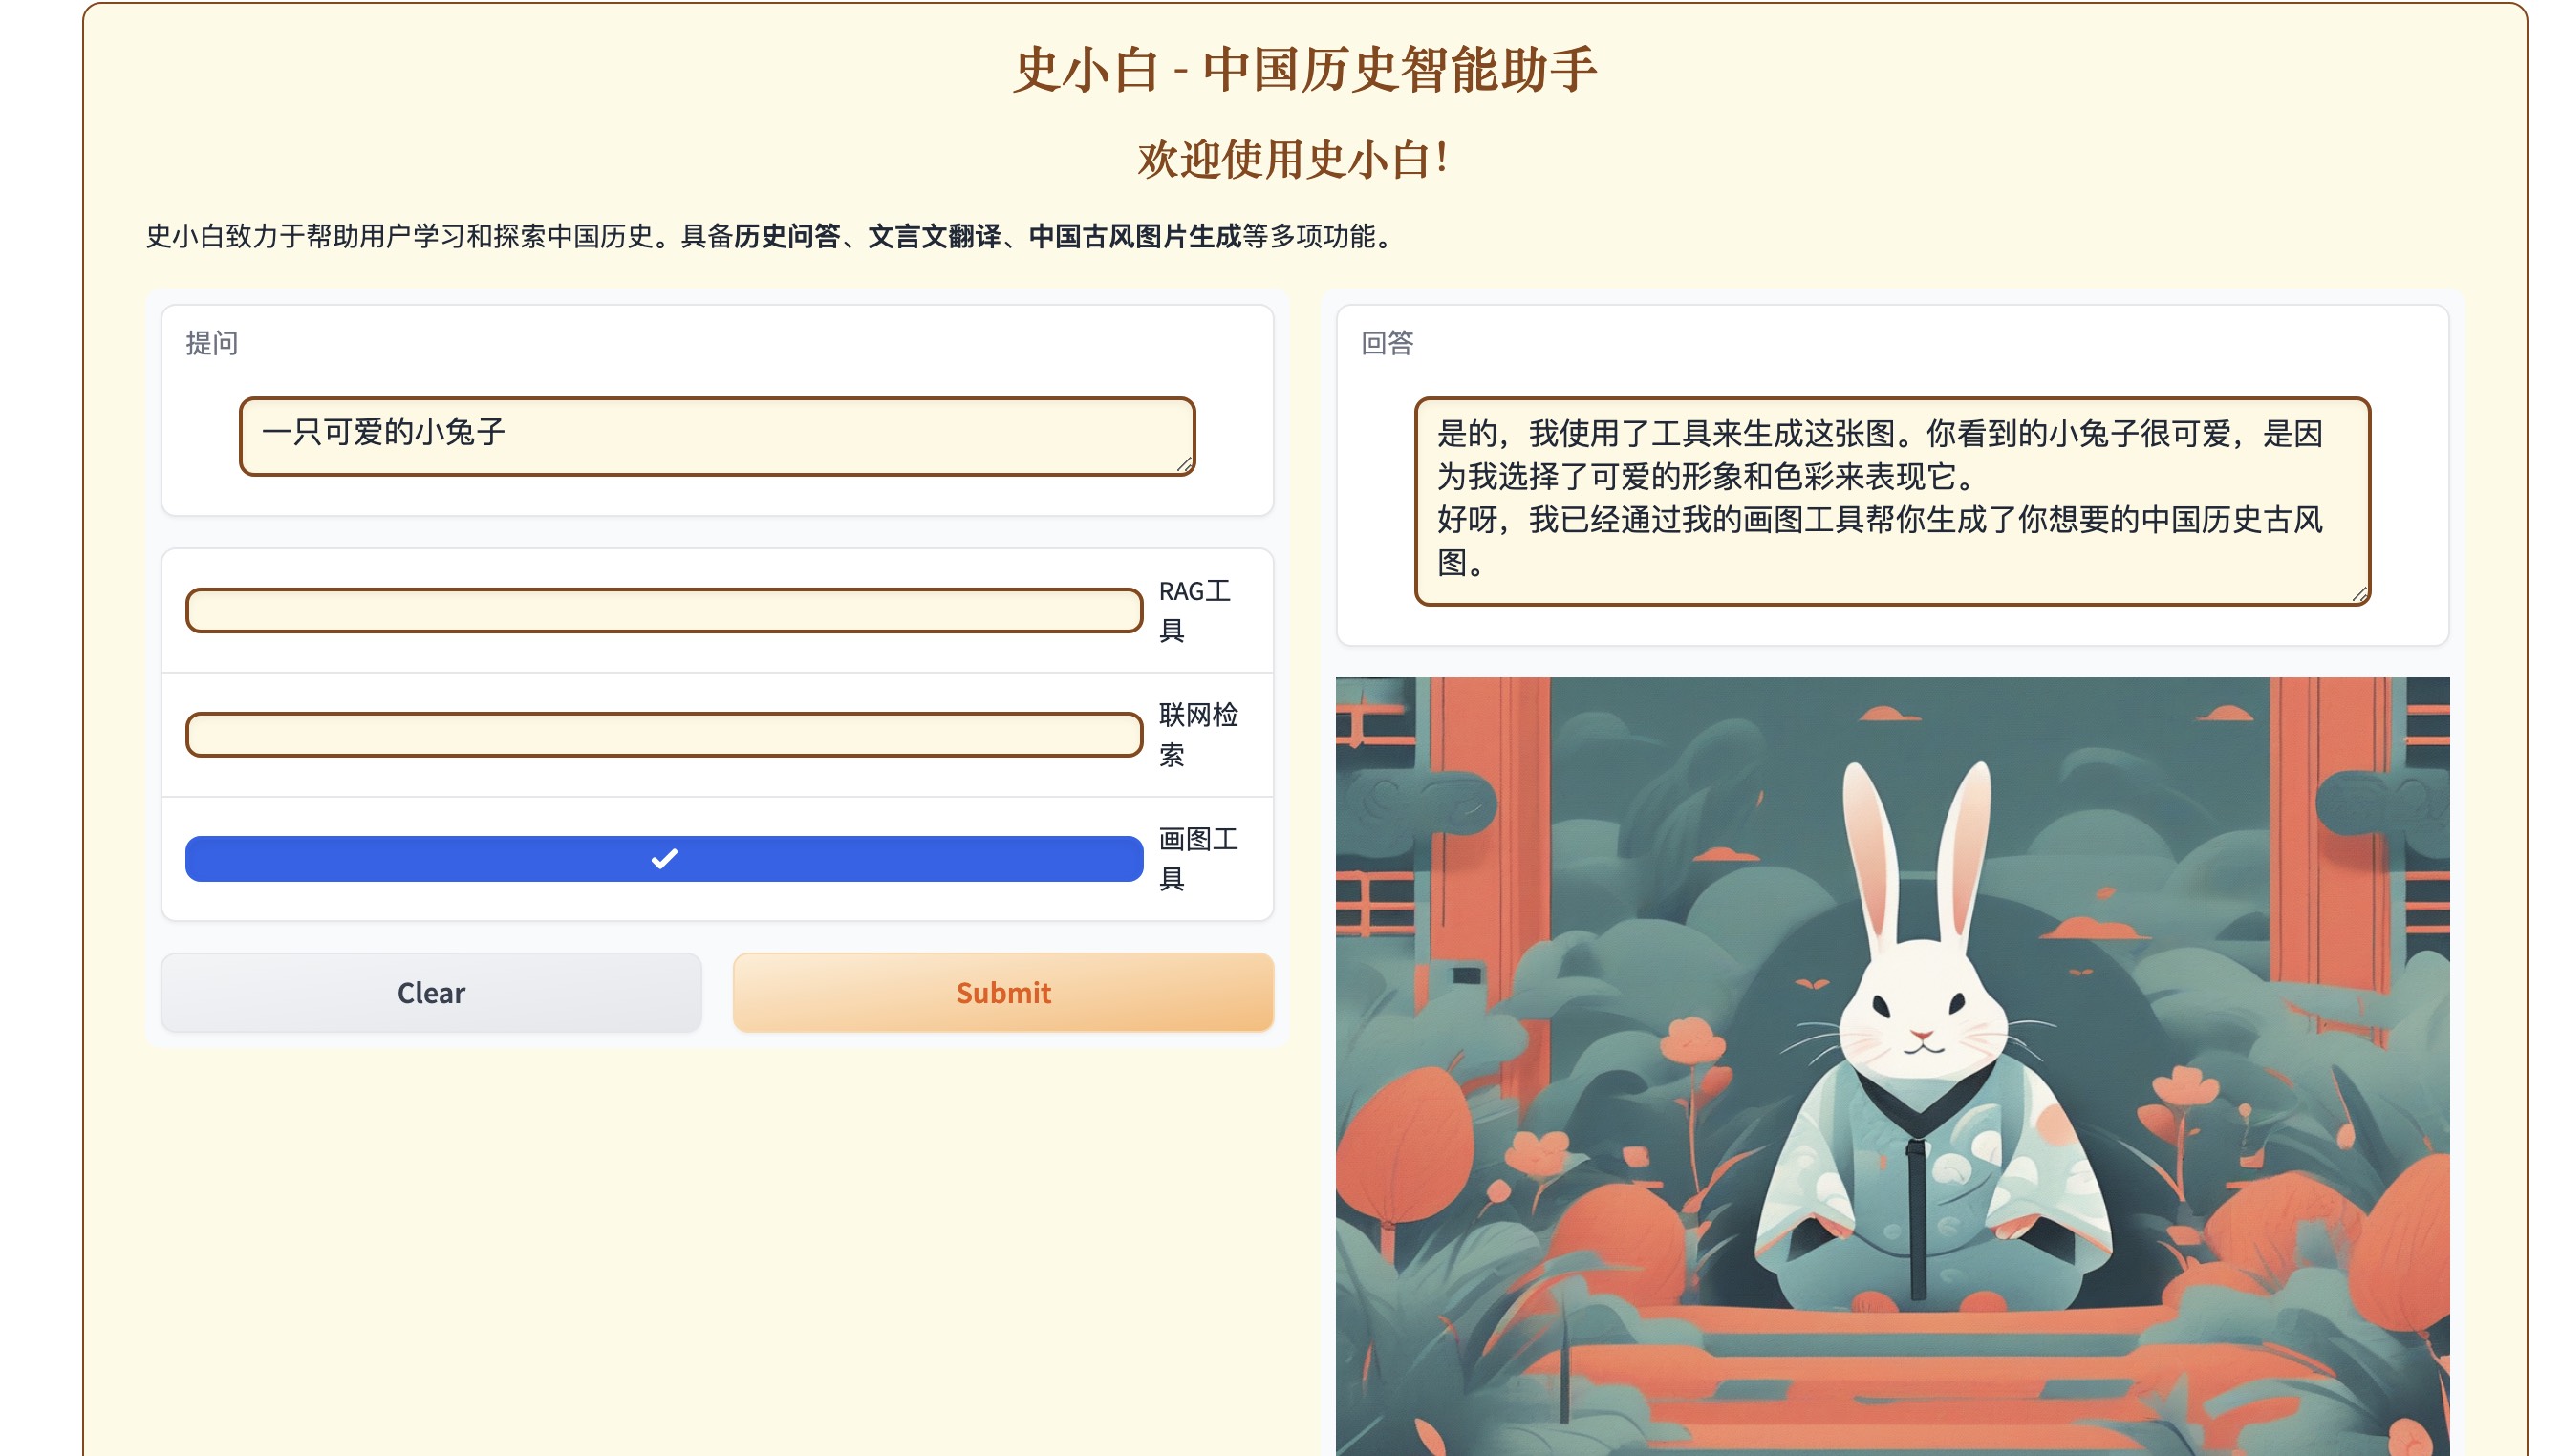 史小白 - 中国历史智能助手
欢迎使用史小白！
史小白致力于帮助用户学习和探索中国历史。具备历史问答、文言文翻译、中国古风图片生成等多项功能。
提问
一只可爱的小兔子
RAG工
具
联网检
索
画图工
具
Clear
Submit
回答
是的，我使用了工具来生成这张图。你看到的小兔子很可爱，是因
为我选择了可爱的形象和色彩来表现它。
好呀，我已经通过我的画图工具帮你生成了你想要的中国历史古风
图。